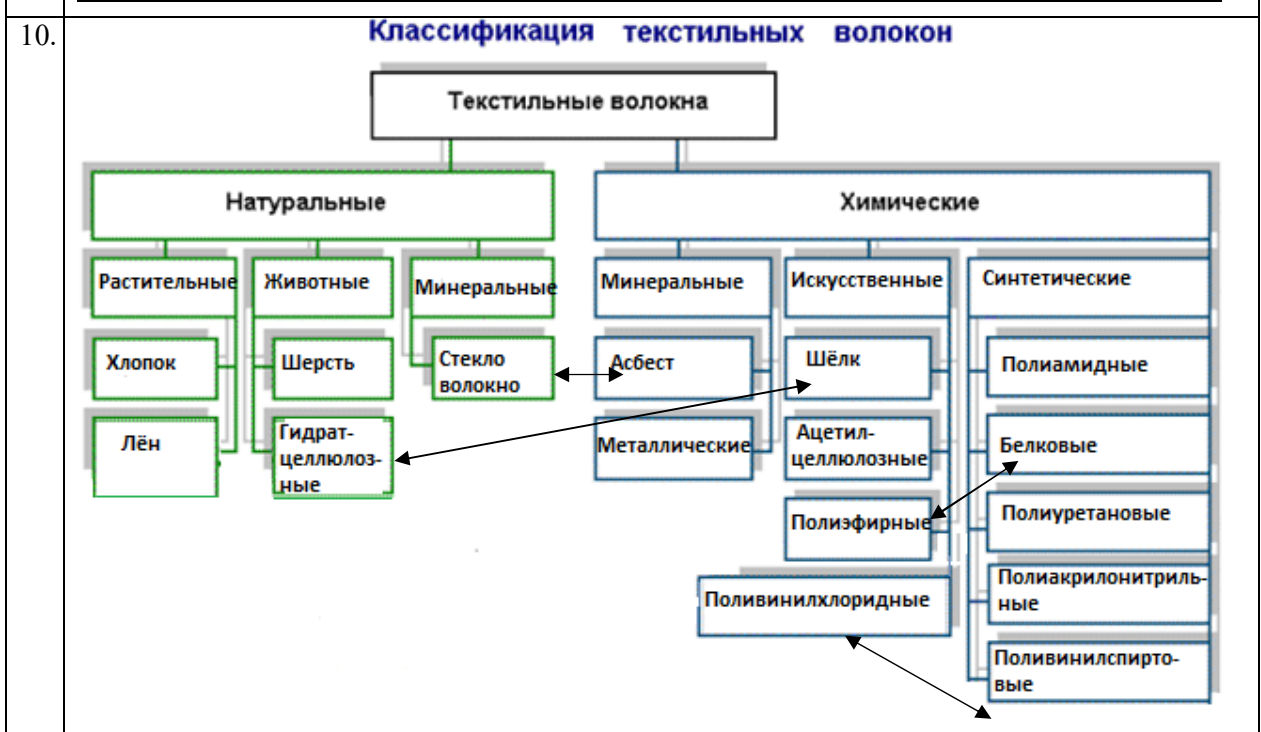 10.
Классификация текстильных волокон
Текстильные волокна
Натуральные
Химические
Растительные
Животные
Минеральные
Минеральные
Искусственные
Синтетические
Хлопок
Шерсть
Стекло
волокно
Асбест
Шёлк
Полиамидные
Лён
Гидрат-
целлюлоз-
ные
Металлические
Ацетил-
целлюлозные
Белковые
Полиэфирные
Полиуретановые
Поливинилхлоридные
Полиакрилонитриль-
ные
Поливинилспирто-
вые